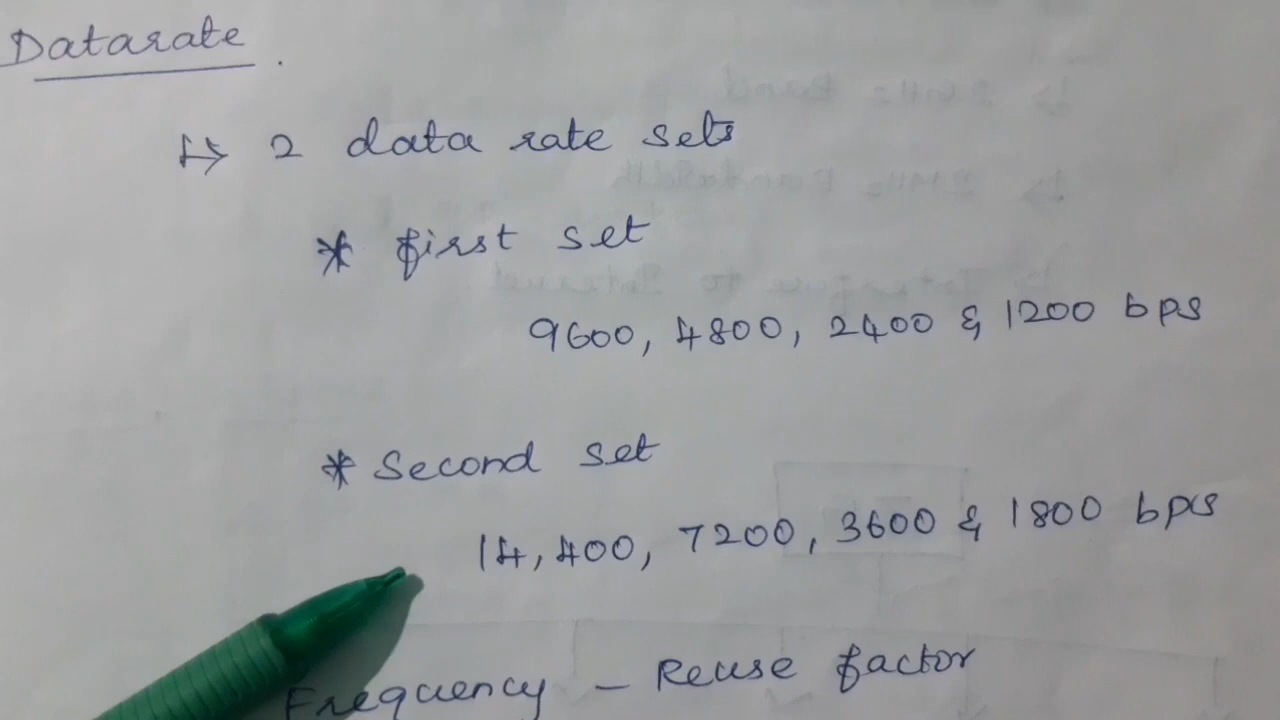 Datarate.
↳ 2 data rate sets
* first set
9600, 4800, 2400 & 1200 bps
* Second set
14,400, 7200, 3600 & 1800 bps
Frequency - Reuse factor